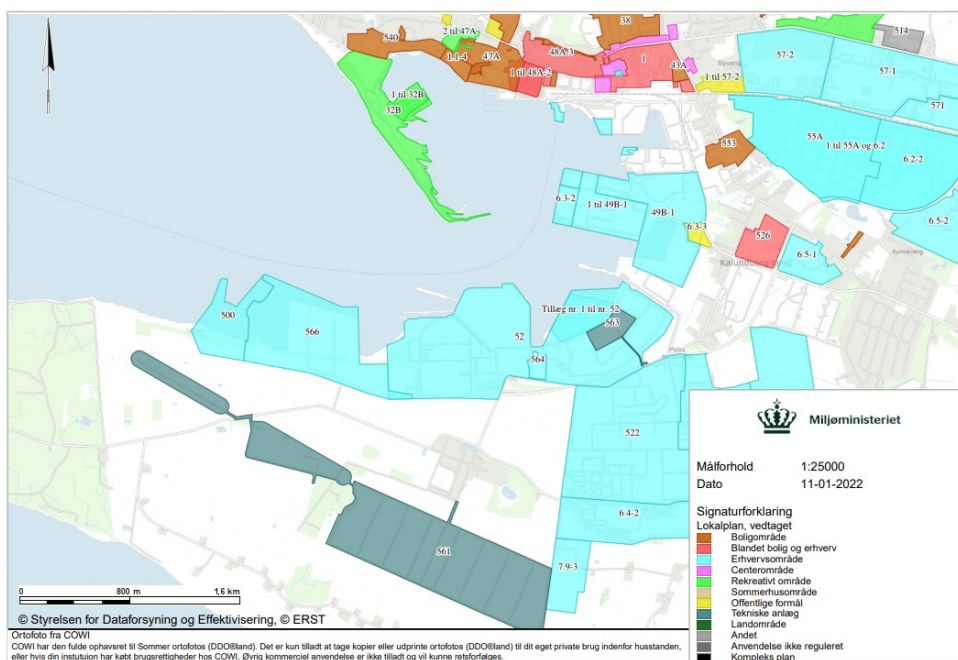 540
2 til 47A
1.1-4
47A
48A-3
38
1 til 48A-2
1
43A
1 til 57-2
57-2
57-1
571
514
Nyvang
1 til 32B
32B
553
55A
1 til 55A og 6.2
6.2-2
6.3-2
1 til 49B-1
49B-1
6.3-3
526
Kalundborg
6.5-1
6.5-2
500
566
52
Tillæg nr. 1 til nr. 52
563
564
522
561
6.4-2
7.9-3
Miljøministeriet
Målforhold 1:25000
Dato 11-01-2022
Signaturforklaring
Lokalplan, vedtaget
Boligområde
Blandet bolig og erhverv
Erhvervsområde
Centerområde
Rekreativt område
Sommerhusområde
Offentlige formål
Tekniske anlæg
Landområde
Andet
Anvendelse ikke reguleret
Kompleks plan
0 800 m 1,6 km
© Styrelsen for Dataforsyning og Effektivisering, © ERST
Ortofoto fra COWI
COWI har den fulde ophavsret til Sommer ortofotos (DDO®land). Det er kun tilladt at tage kopier eller udprinte ortofotos (DDO®land) til dit eget private brug indenfor husstanden,
eller hvis din instutuion har købt brugsrettigheder hos COWI. Øvrig kommerciel anvendelse er ikke tilladt og vil kunne retsforfølges.